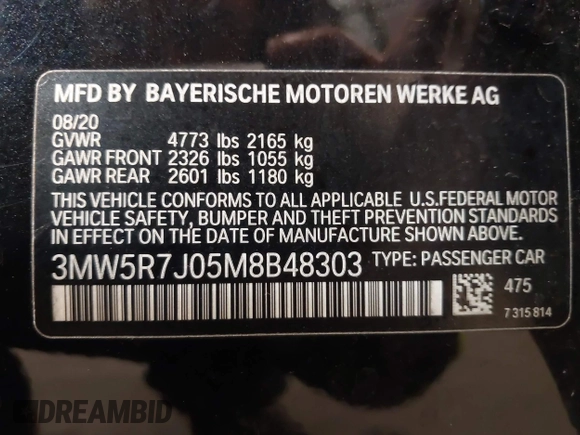 MFD BY BAYERISCHE MOTOREN WERKE AG
08/20
GVWR 4773 lbs 2165 kg
GAWR FRONT 2326 lbs 1055 kg
GAWR REAR 2601 lbs 1180 kg
THIS VEHICLE CONFORMS TO ALL APPLICABLE U.S.FEDERAL MOTOR
VEHICLE SAFETY, BUMPER AND THEFT PREVENTION STANDARDS
IN EFFECT ON THE DATE OF MANUFACTURE SHOWN ABOVE.
3MW5R7J05M8B48303 TYPE: PASSENGER CAR
475
7 315 814
DREAMBID